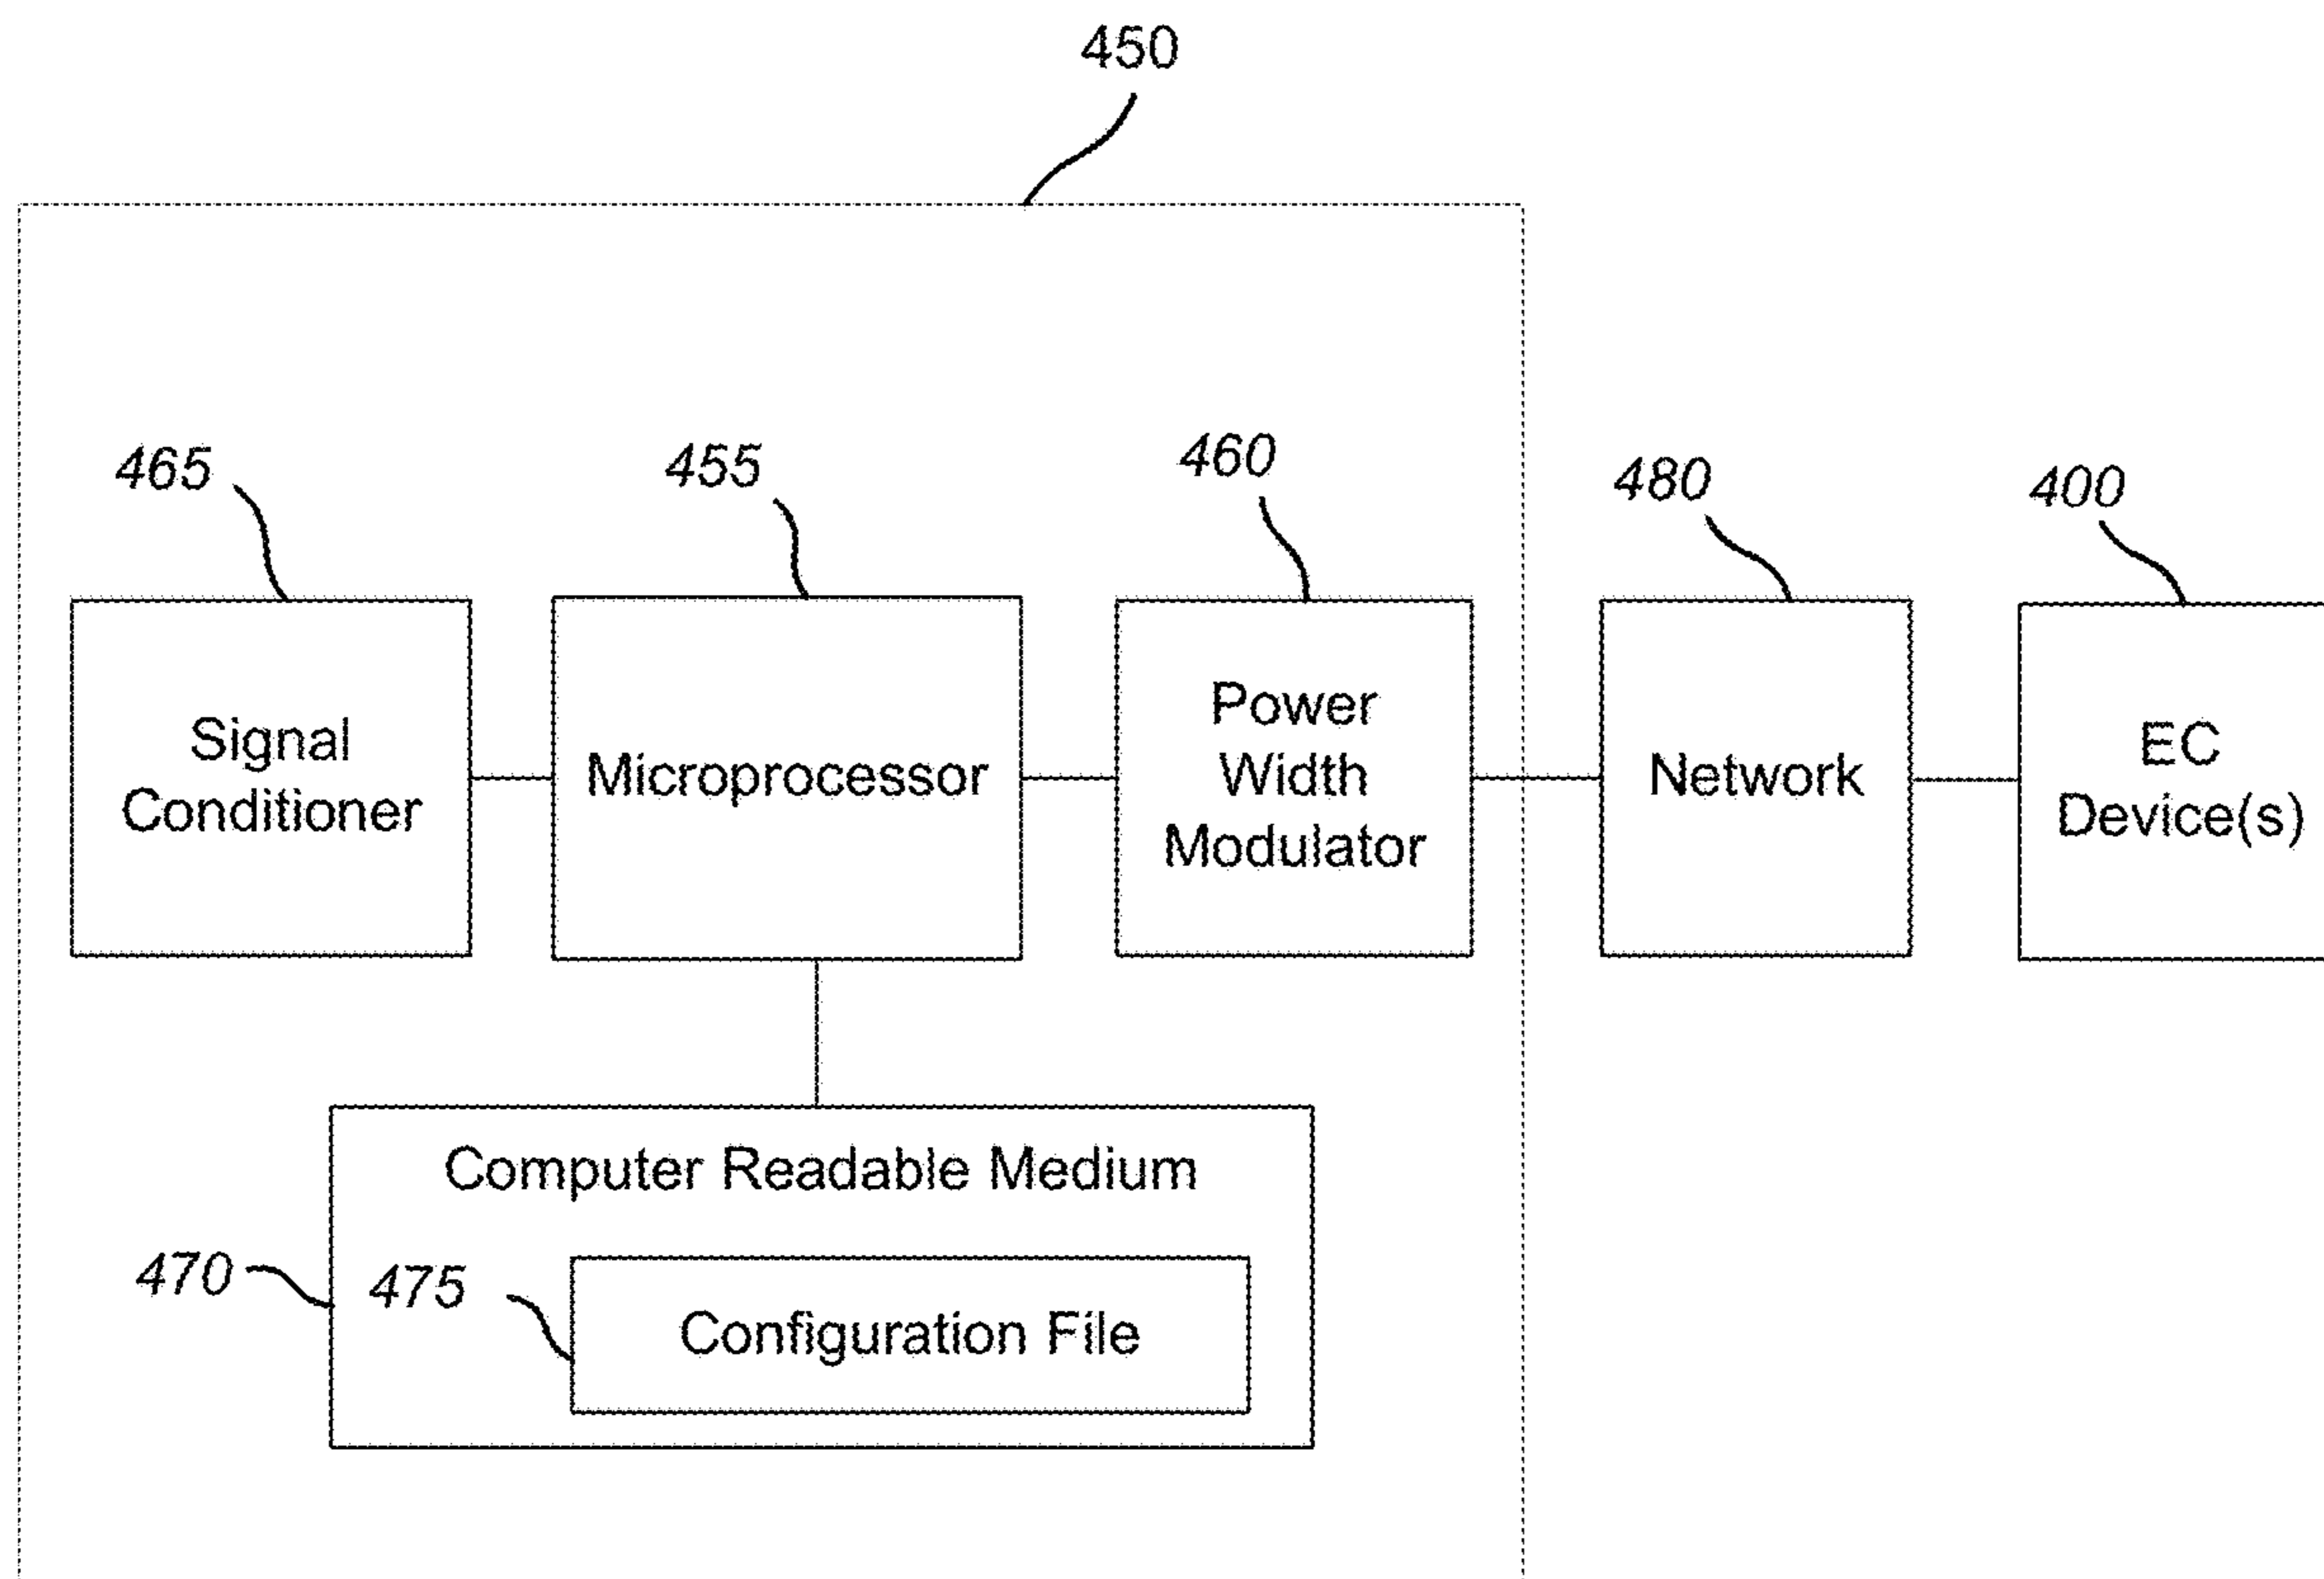 450
465
455
460
480
400
Signal
Conditioner
Microprocessor
Power
Width
Modulator
Network
EC
Device(s)
Computer Readable Medium
470
475
Configuration File